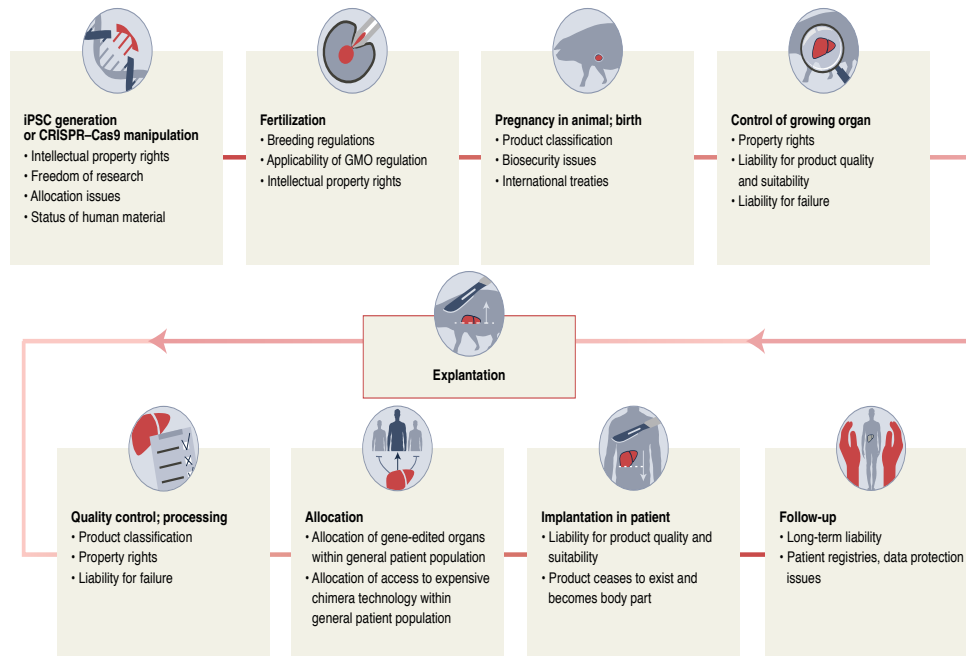 iPSC generation
or CRISPR–Cas9 manipulation
• Intellectual property rights
• Freedom of research
• Allocation issues
• Status of human material
Fertilization
• Breeding regulations
• Applicability of GMO regulation
• Intellectual property rights
Pregnancy in animal; birth
• Product classification
• Biosecurity issues
• International treaties
Control of growing organ
• Property rights
• Liability for product quality
and suitability
• Liability for failure
Explantation
Quality control; processing
• Product classification
• Property rights
• Liability for failure
Allocation
• Allocation of gene-edited organs
within general patient population
• Allocation of access to expensive
chimera technology within
general patient population
Implantation in patient
• Liability for product quality and
suitability
• Product ceases to exist and
becomes body part
Follow-up
• Long-term liability
• Patient registries, data protection
issues